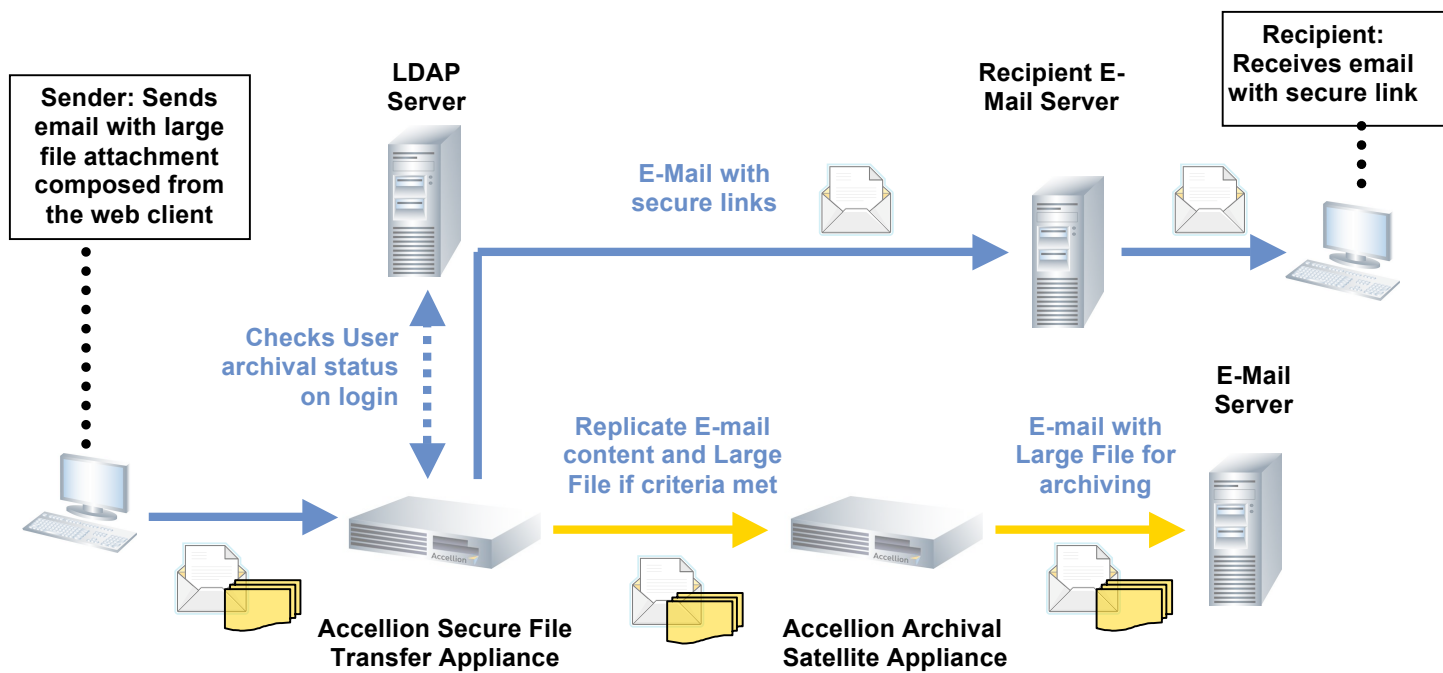 Sender: Sends
email with large
file attachment
composed from
the web client
LDAP
Server
Recipient E-
Mail Server
Recipient:
Receives email
with secure link
E-Mail with
secure links
Checks User
archival status
on login
Replicate E-mail
content and Large
File if criteria met
E-mail with
Large File for
archiving
E-Mail
Server
Accellion
Accellion
Accellion Secure File
Transfer Appliance
Accellion Archival
Satellite Appliance